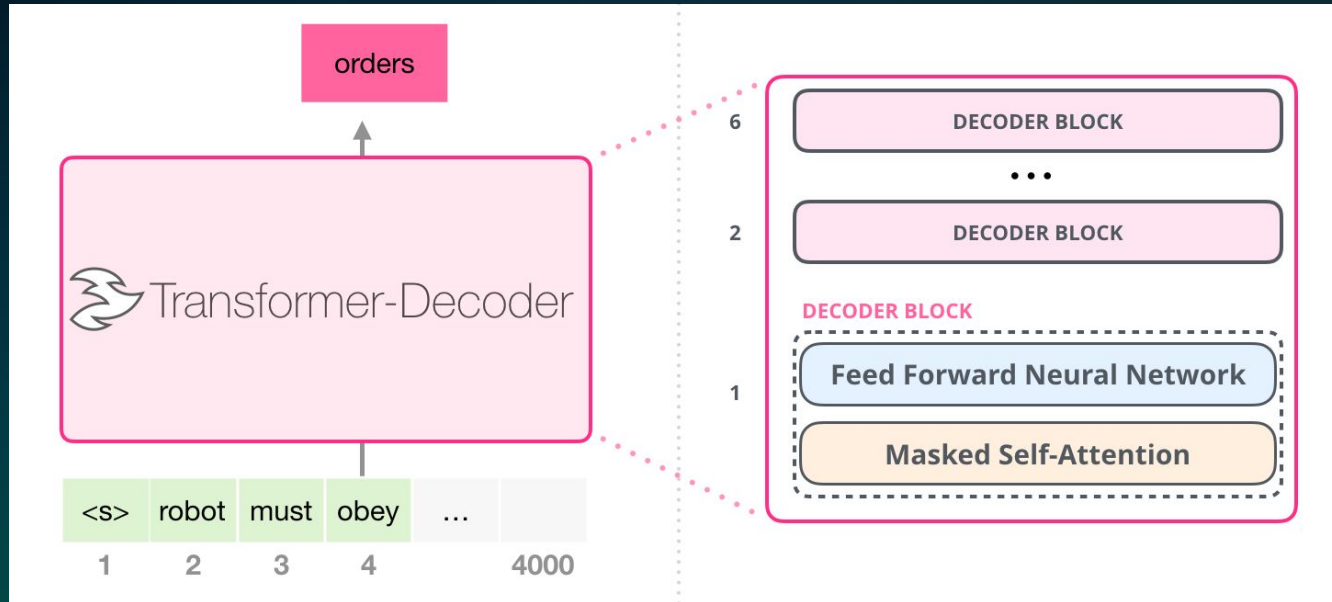 orders
Transformer-Decoder
<s> robot must obey ...
1 2 3 4 4000
6 DECODER BLOCK
...
2 DECODER BLOCK
DECODER BLOCK
1
Feed Forward Neural Network
Masked Self-Attention